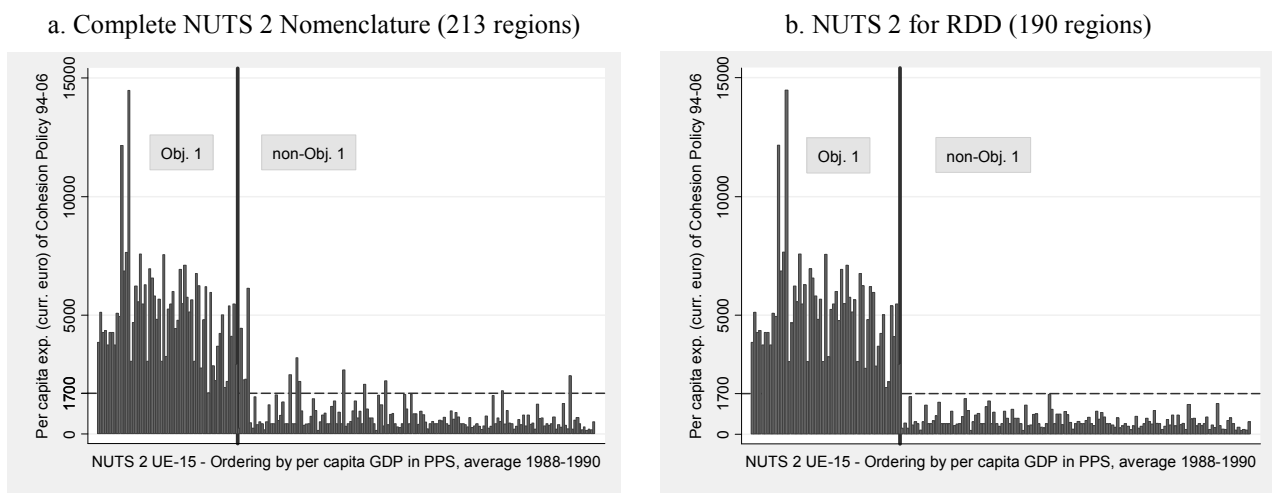 a. Complete NUTS 2 Nomenclature (213 regions)
Per capita exp. (curr. euro) of Cohesion Policy 94-06
15000
10000
5000
1700
0
Obj. 1
non-Obj. 1
NUTS 2 UE-15 - Ordering by per capita GDP in PPS, average 1988-1990
b. NUTS 2 for RDD (190 regions)
Per capita exp. (curr. euro) of Cohesion Policy 94-06
15000
10000
5000
1700
0
Obj. 1
non-Obj. 1
NUTS 2 UE-15 - Ordering by per capita GDP in PPS, average 1988-1990